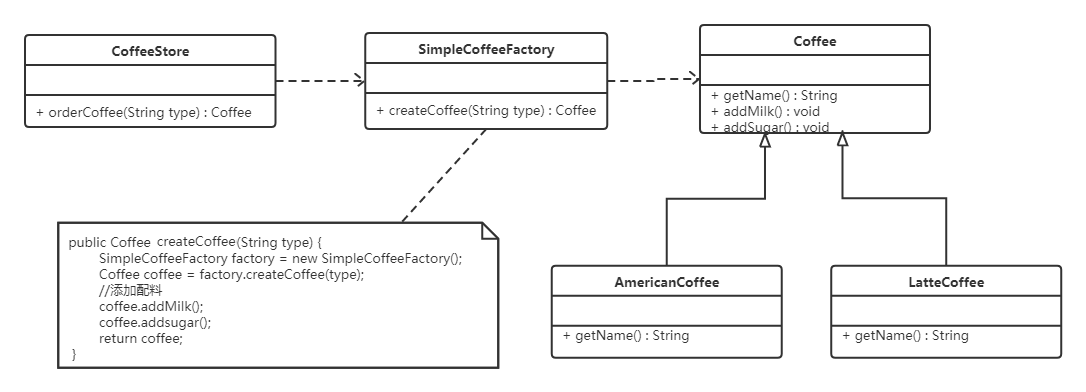 CoffeeStore
+ orderCoffee(String type) : Coffee
SimpleCoffeeFactory
+ createCoffee(String type) : Coffee
Coffee
+ getName() : String
+ addMilk() : void
+ addSugar() : void
public Coffee createCoffee(String type) {
SimpleCoffeeFactory factory = new SimpleCoffeeFactory();
Coffee coffee = factory.createCoffee(type);
//添加配料
coffee.addMilk();
coffee.addsugar();
return coffee;
}
AmericanCoffee
+ getName() : String
LatteCoffee
+ getName() : String